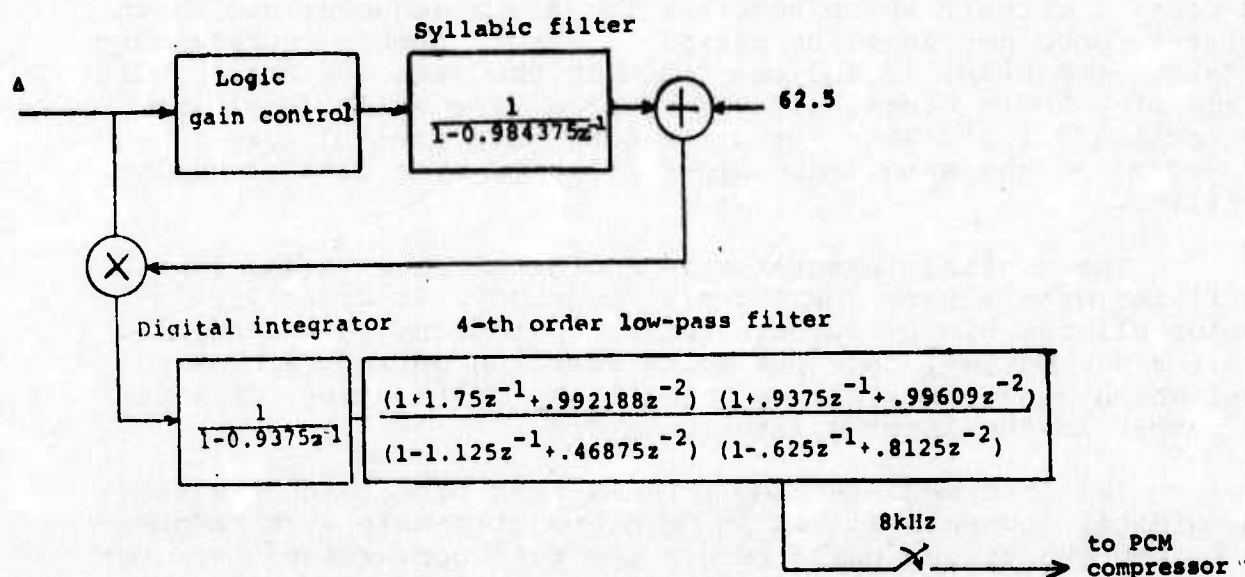 Syllabic filter
Δ
Logic
gain control
1
1-0.984375z^-1
+
62.5
×
Digital integrator
4-th order low-pass filter
1
1-0.9375z^-1
(1+1.75z^-1+.992188z^-2) (1+.9375z^-1+.99609z^-2)
(1-1.125z^-1+.46875z^-2) (1-.625z^-1+.8125z^-2)
8kHz
to PCM
compressor